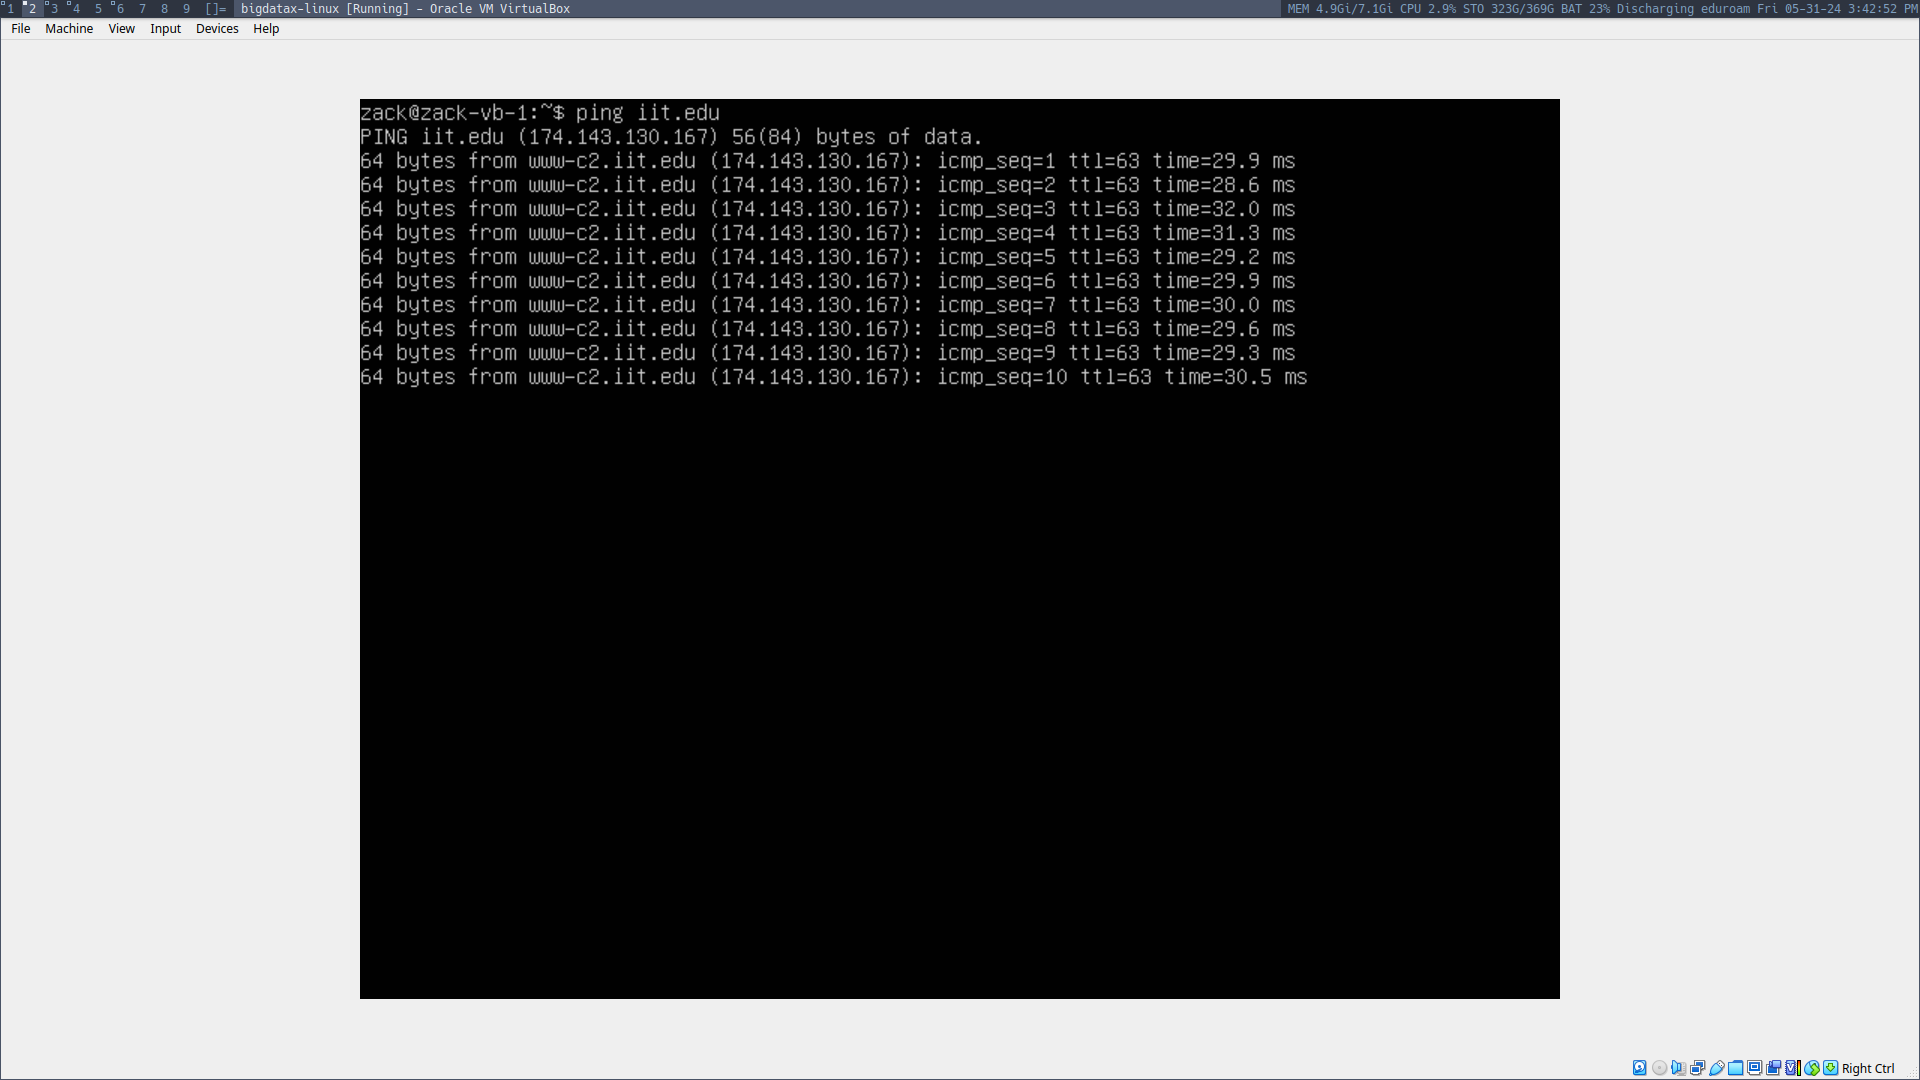 1 2 3 4 5 6 7 8 9 []= bigdatax-linux [Running] - Oracle VM VirtualBox MEM 4.9Gi/7.1Gi CPU 2.9% STO 323G/369G BAT 23% Discharging eduroam Fri 05-31-24 3:42:52 PM
File Machine View Input Devices Help
zack@zack-vb-1:~$ ping iit.edu
PING iit.edu (174.143.130.167) 56(84) bytes of data.
64 bytes from www-c2.iit.edu (174.143.130.167): icmp_seq=1 ttl=63 time=29.9 ms
64 bytes from www-c2.iit.edu (174.143.130.167): icmp_seq=2 ttl=63 time=28.6 ms
64 bytes from www-c2.iit.edu (174.143.130.167): icmp_seq=3 ttl=63 time=32.0 ms
64 bytes from www-c2.iit.edu (174.143.130.167): icmp_seq=4 ttl=63 time=31.3 ms
64 bytes from www-c2.iit.edu (174.143.130.167): icmp_seq=5 ttl=63 time=29.2 ms
64 bytes from www-c2.iit.edu (174.143.130.167): icmp_seq=6 ttl=63 time=29.9 ms
64 bytes from www-c2.iit.edu (174.143.130.167): icmp_seq=7 ttl=63 time=30.0 ms
64 bytes from www-c2.iit.edu (174.143.130.167): icmp_seq=8 ttl=63 time=29.6 ms
64 bytes from www-c2.iit.edu (174.143.130.167): icmp_seq=9 ttl=63 time=29.3 ms
64 bytes from www-c2.iit.edu (174.143.130.167): icmp_seq=10 ttl=63 time=30.5 ms
Right Ctrl